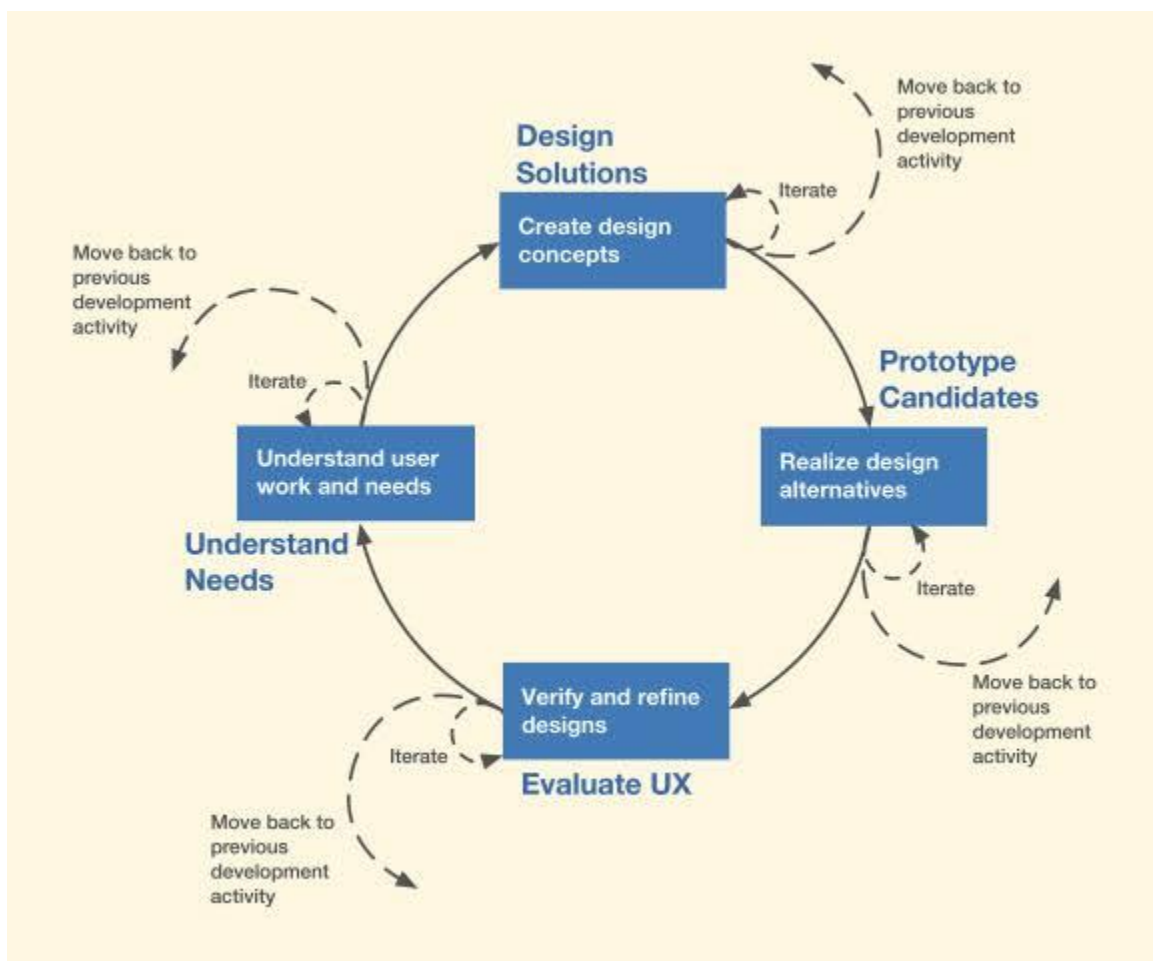 Move back to
previous
development
activity
Design
Solutions
Iterate
Create design
concepts
Move back to
previous
development
activity
Prototype
Candidates
Iterate
Realize design
alternatives
Understand user
work and needs
Understand
Needs
Iterate
Move back to
previous
development
activity
Verify and refine
designs
Iterate
Evaluate UX
Move back to
previous
development
activity